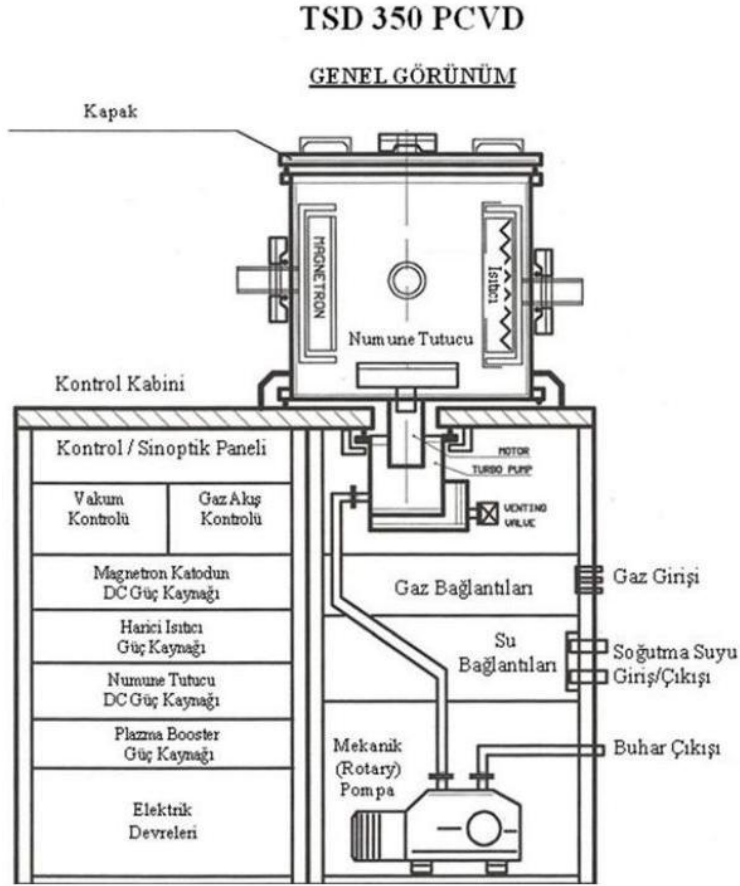 TSD 350 PCVD
GENEL GÖRÜNÜM
Kapak
MAGNETRON
Isıtıcı
Numune Tutucu
Kontrol Kabini
Kontrol / Sinoptik Paneli
Vakum
Kontrolü
Gaz Akış
Kontrolü
Magnetron Katodun
DC Güç Kaynağı
Harici Isıtıcı
Güç Kaynağı
Numune Tutucu
DC Güç Kaynağı
Plazma Booster
Güç Kaynağı
Elektrik
Devreleri
MOTOR
TURBO PUMP
VENTING
VALVE
Gaz Bağlantıları
Gaz Girişi
Su
Bağlantıları
Soğutma Suyu
Giriş/Çıkışı
Mekanik
(Rotary)
Pompa
Buhar Çıkışı